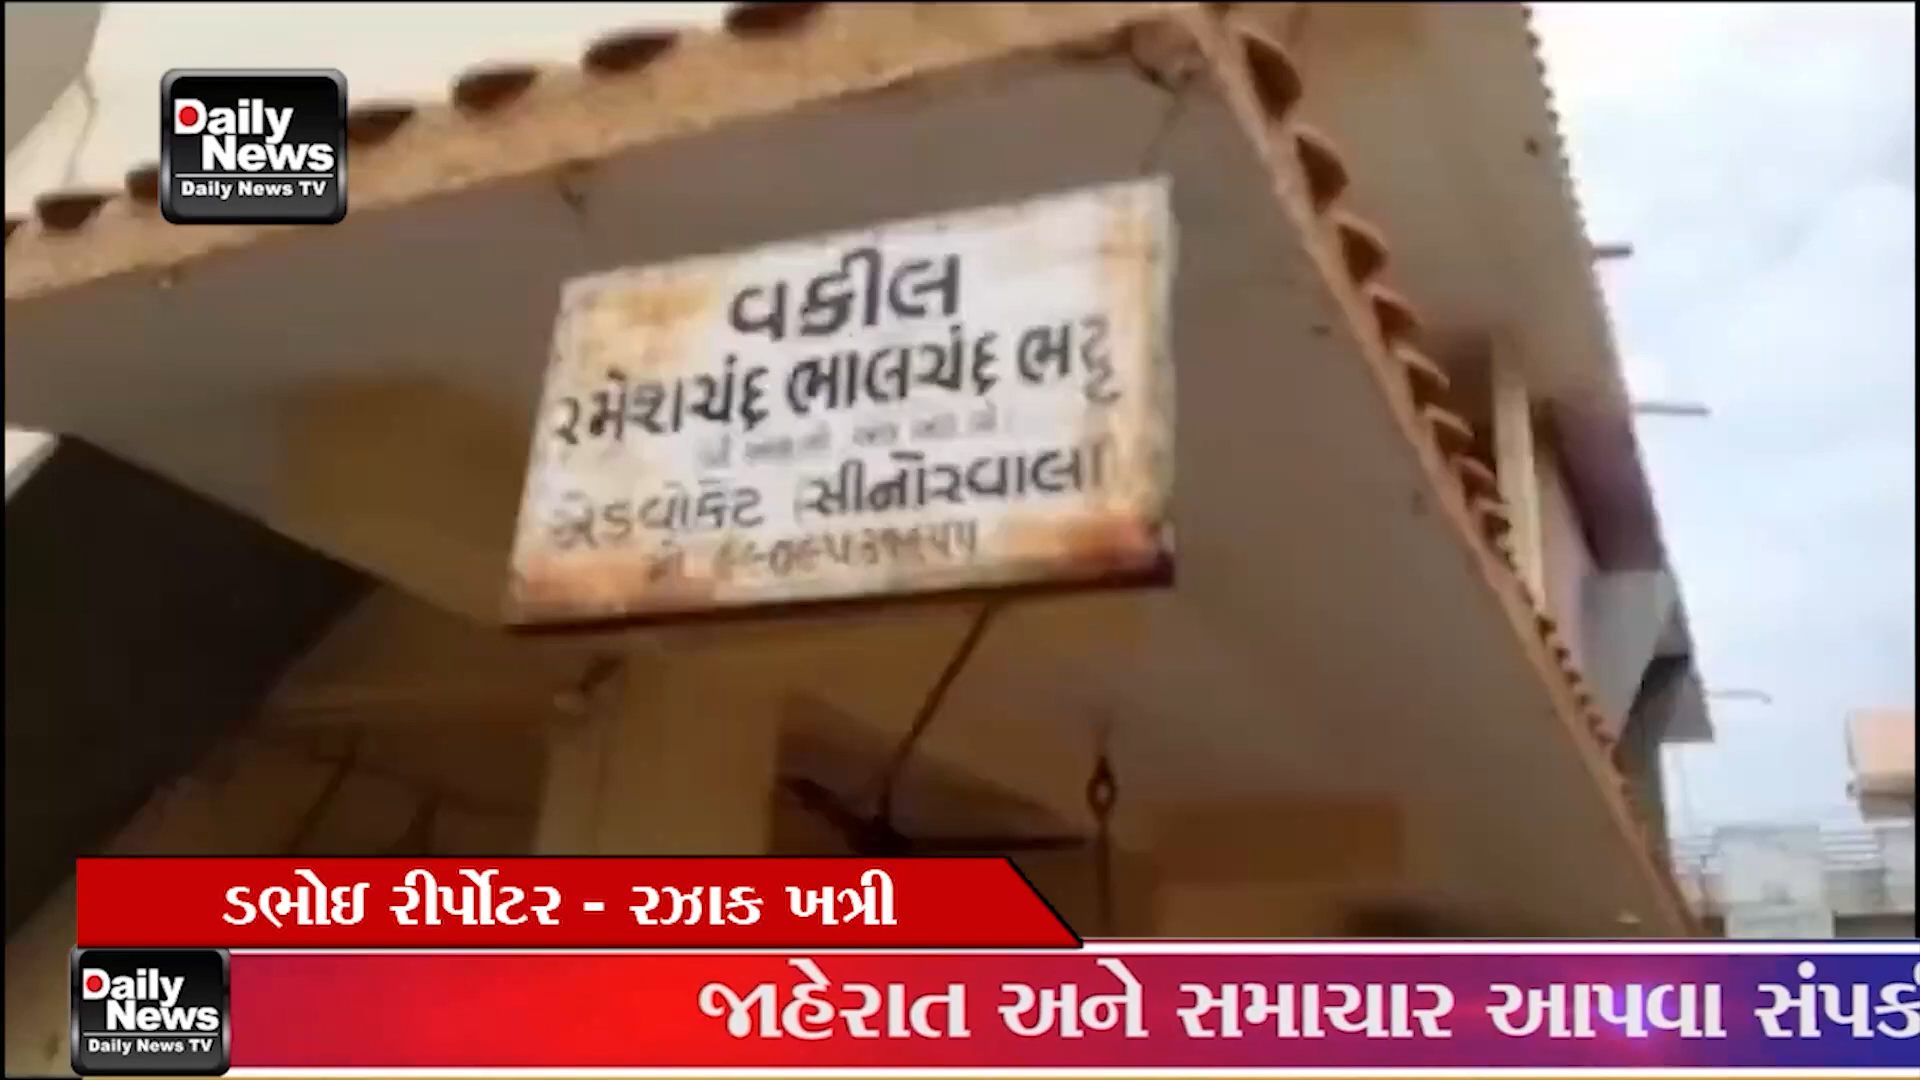 Daily
News
Daily News TV
વકીલ
રમેશચંદ્ર ભાલચંદ્ર ભટ્ટ
એડવોકેટ (સીનોરવાલા)
મો
ડભોઇ રીર્પોટર - રઝાક ખત્રી
Daily
News
Daily News TV
જાહેરાત અને સમાચાર આપવા સંપર્ક